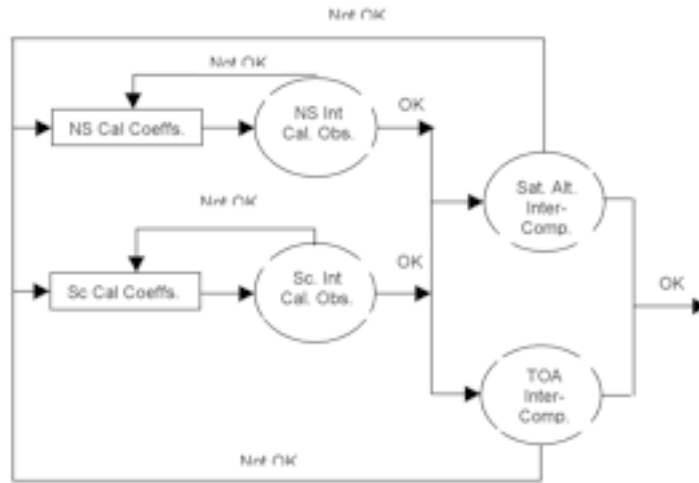 Not OK
Not OK
NS Cal Coeffs.
NS Int
Cal. Obs.
OK
Sat. Alt.
Inter-
Comp.
Not OK
Sc Cal Coeffs.
Sc. Int
Cal. Obs.
OK
OK
TOA
Inter-
Comp.
Not OK